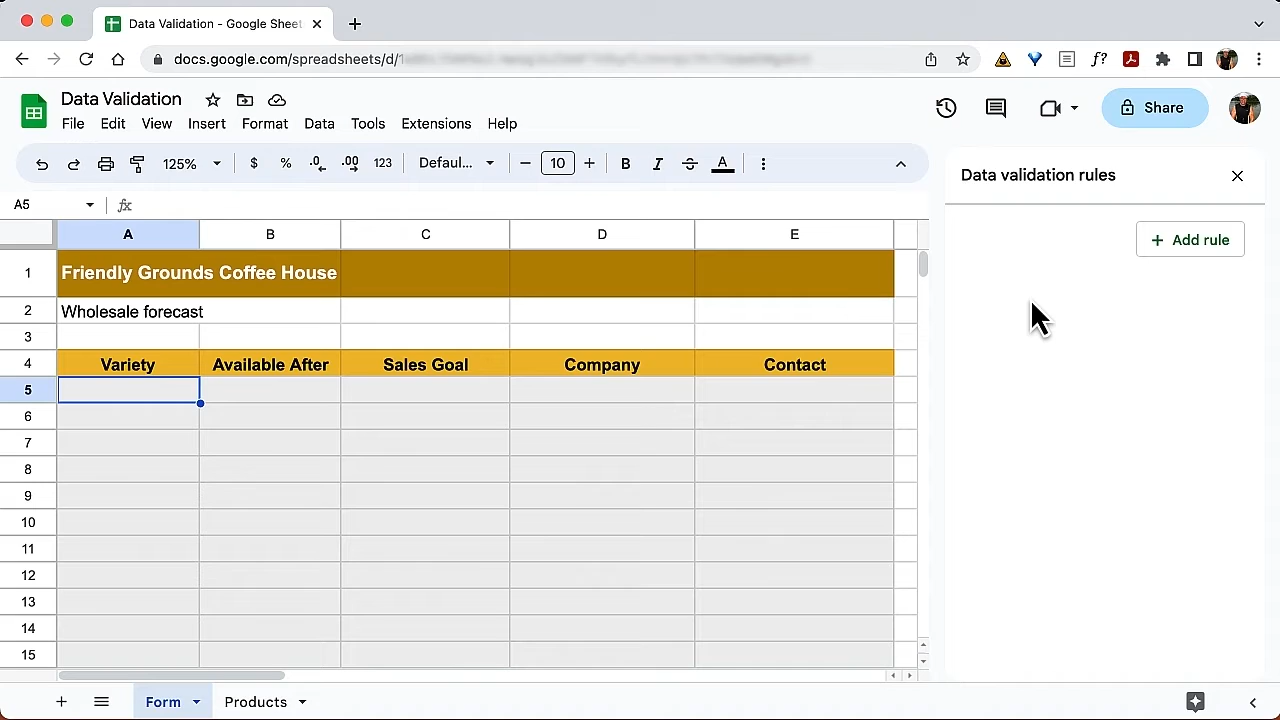 Data Validation - Google Sheet
docs.google.com/spreadsheets/d/1
Data Validation
File Edit View Insert Format Data Tools Extensions Help
Share
125% $ % .0 .00 123 Defaul... 10 B I S A
Data validation rules
A5 fx
Add rule
A B C D E
1 Friendly Grounds Coffee House
2 Wholesale forecast
3
4 Variety Available After Sales Goal Company Contact
5
6
7
8
9
10
11
12
13
14
15
Form Products